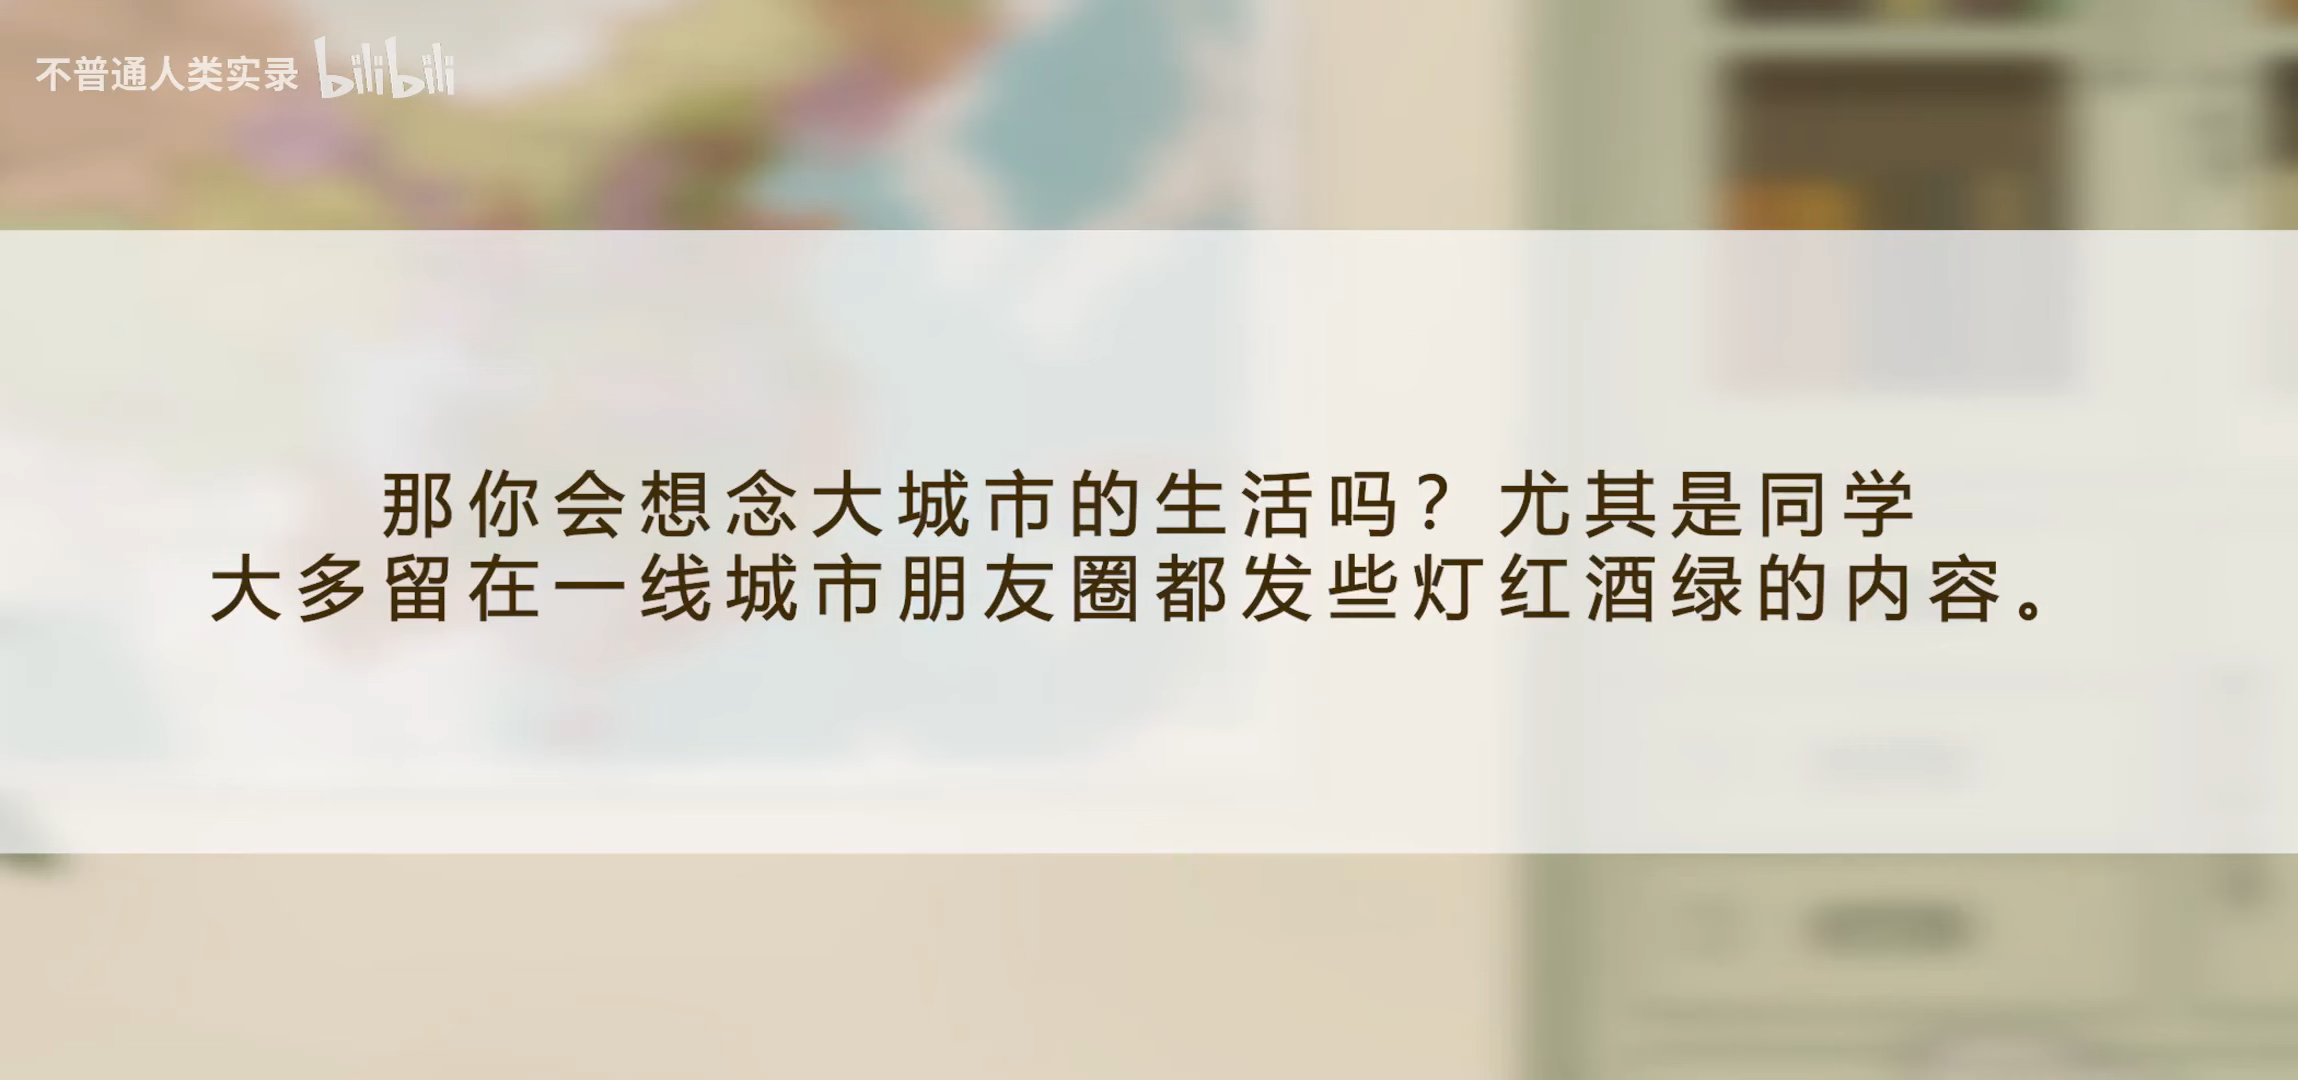 不普通人类实录 bilibili
那你会想念大城市的生活吗？尤其是同学
大多留在一线城市朋友圈都发些灯红酒绿的内容。